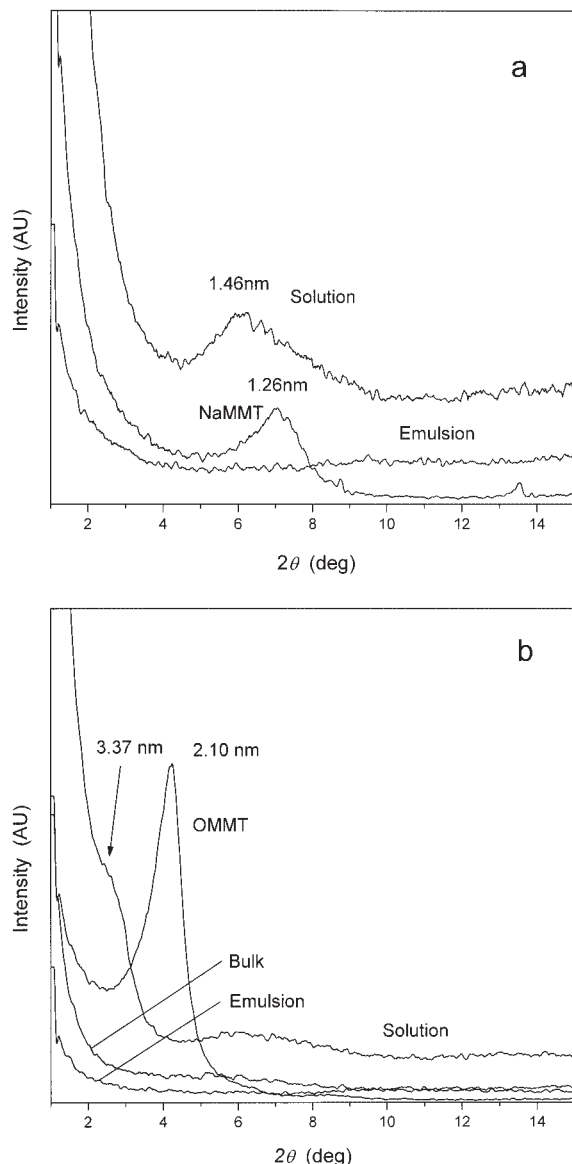 a
Intensity (AU)
1.46nm
Solution
1.26nm
NaMMT
Emulsion
2 4 6 8 10 12 14
2θ (deg)
b
Intensity (AU)
3.37 nm
2.10 nm
OMMT
Bulk
Emulsion
Solution
2 4 6 8 10 12 14
2θ (deg)